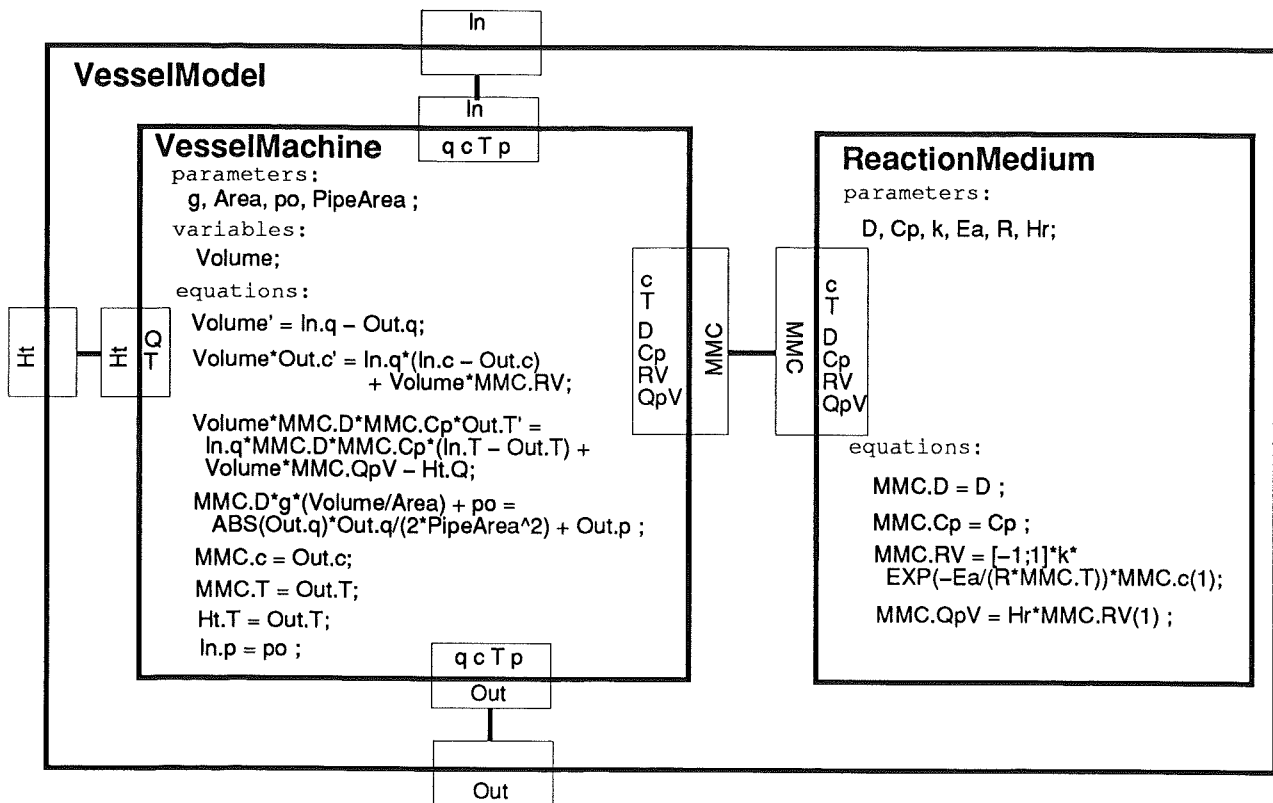 In
VesselModel
In
q c T p
VesselMachine
parameters:
g, Area, po, PipeArea ;
variables:
Volume;
equations:
Volume' = In.q – Out.q;
Volume*Out.c' = In.q*(In.c – Out.c)
+ Volume*MMC.RV;
Volume*MMC.D*MMC.Cp*Out.T' =
In.q*MMC.D*MMC.Cp*(In.T – Out.T) +
Volume*MMC.QpV – Ht.Q;
MMC.D*g*(Volume/Area) + po =
ABS(Out.q)*Out.q/(2*PipeArea^2) + Out.p ;
MMC.c = Out.c;
MMC.T = Out.T;
Ht.T = Out.T;
In.p = po ;
Ht
Ht
Q
T
c
T
D
Cp
RV
QpV
MMC
MMC
c
T
D
Cp
RV
QpV
ReactionMedium
parameters:
D, Cp, k, Ea, R, Hr;
equations:
MMC.D = D ;
MMC.Cp = Cp ;
MMC.RV = [–1;1]*k*
EXP(–Ea/(R*MMC.T))*MMC.c(1);
MMC.QpV = Hr*MMC.RV(1) ;
q c T p
Out
Out